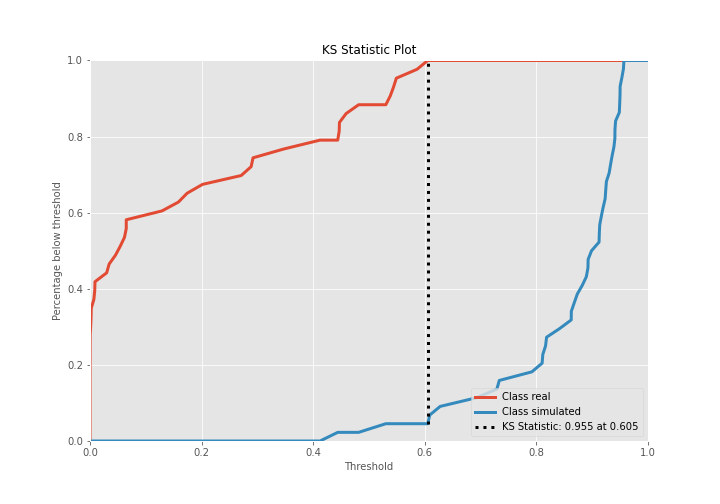 KS Statistic Plot
1.0
0.8
0.6
0.4
0.2
0.0
Percentage below threshold
Class real
Class simulated
KS Statistic: 0.955 at 0.605
0.0 0.2 0.4 0.6 0.8 1.0
Threshold